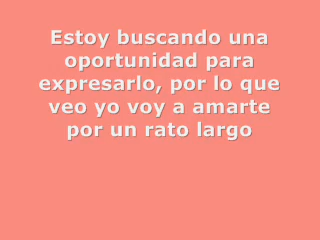 Estoy buscando una
oportunidad para
expresarlo, por lo que
veo yo voy a amarte
por un rato largo